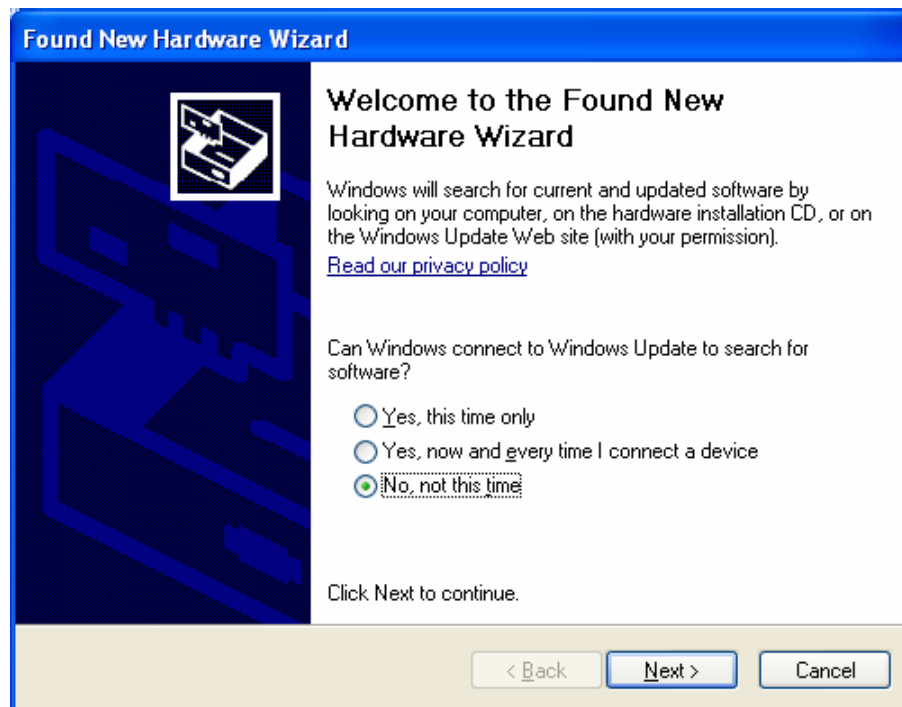 Found New Hardware Wizard
Welcome to the Found New
Hardware Wizard
Windows will search for current and updated software by
looking on your computer, on the hardware installation CD, or on
the Windows Update Web site (with your permission).
Read our privacy policy
Can Windows connect to Windows Update to search for
software?
Yes, this time only
Yes, now and every time I connect a device
No, not this time
Click Next to continue.
< Back Next > Cancel